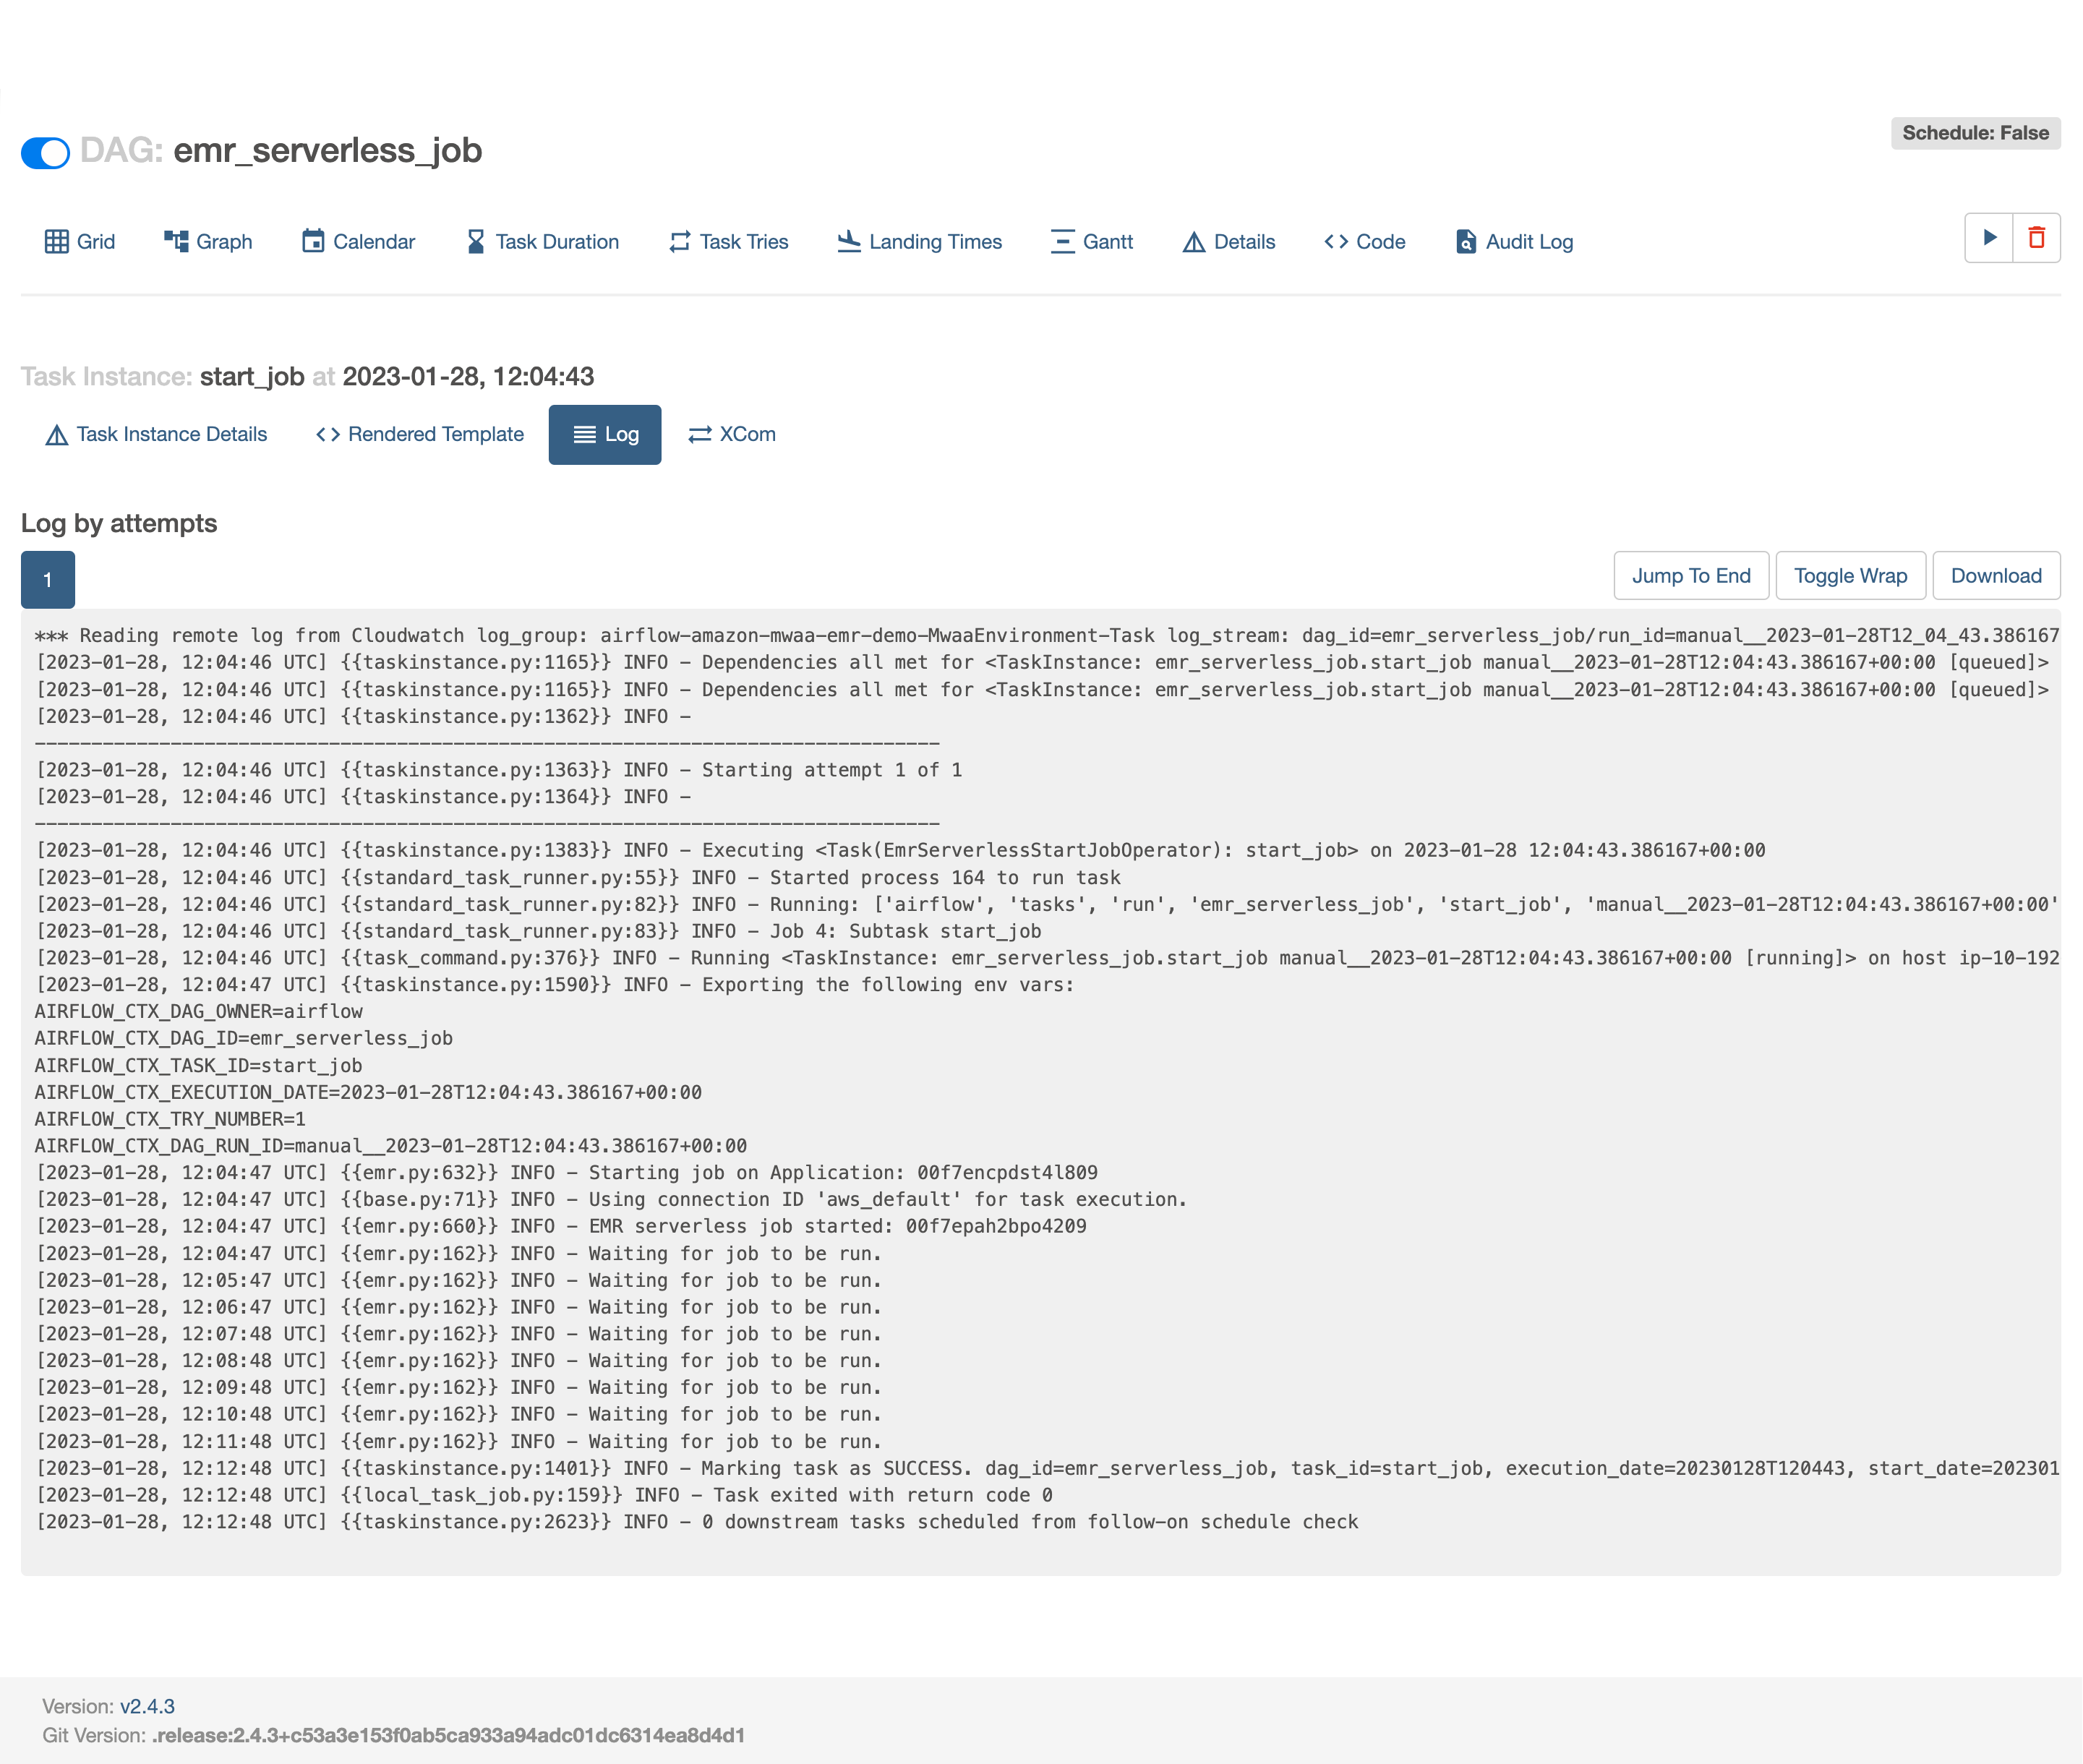 DAG: emr_serverless_job
Schedule: False
Grid Graph Calendar Task Duration Task Tries Landing Times Gantt Details Code Audit Log
Task Instance: start_job at 2023-01-28, 12:04:43
Task Instance Details Rendered Template Log XCom
Log by attempts
1
Jump To End Toggle Wrap Download
*** Reading remote log from Cloudwatch log_group: airflow-amazon-mwaa-emr-demo-MwaaEnvironment-Task log_stream: dag_id=emr_serverless_job/run_id=manual__2023-01-28T12_04_43.386167
[2023-01-28, 12:04:46 UTC] {{taskinstance.py:1165}} INFO - Dependencies all met for <TaskInstance: emr_serverless_job.start_job manual__2023-01-28T12:04:43.386167+00:00 [queued]>
[2023-01-28, 12:04:46 UTC] {{taskinstance.py:1165}} INFO - Dependencies all met for <TaskInstance: emr_serverless_job.start_job manual__2023-01-28T12:04:43.386167+00:00 [queued]>
[2023-01-28, 12:04:46 UTC] {{taskinstance.py:1362}} INFO -
--------------------------------------------------------------------------------
[2023-01-28, 12:04:46 UTC] {{taskinstance.py:1363}} INFO - Starting attempt 1 of 1
[2023-01-28, 12:04:46 UTC] {{taskinstance.py:1364}} INFO -
--------------------------------------------------------------------------------
[2023-01-28, 12:04:46 UTC] {{taskinstance.py:1383}} INFO - Executing <Task(EmrServerlessStartJobOperator): start_job> on 2023-01-28 12:04:43.386167+00:00
[2023-01-28, 12:04:46 UTC] {{standard_task_runner.py:55}} INFO - Started process 164 to run task
[2023-01-28, 12:04:46 UTC] {{standard_task_runner.py:82}} INFO - Running: ['airflow', 'tasks', 'run', 'emr_serverless_job', 'start_job', 'manual__2023-01-28T12:04:43.386167+00:00'
[2023-01-28, 12:04:46 UTC] {{standard_task_runner.py:83}} INFO - Job 4: Subtask start_job
[2023-01-28, 12:04:46 UTC] {{task_command.py:376}} INFO - Running <TaskInstance: emr_serverless_job.start_job manual__2023-01-28T12:04:43.386167+00:00 [running]> on host ip-10-192
[2023-01-28, 12:04:47 UTC] {{taskinstance.py:1590}} INFO - Exporting the following env vars:
AIRFLOW_CTX_DAG_OWNER=airflow
AIRFLOW_CTX_DAG_ID=emr_serverless_job
AIRFLOW_CTX_TASK_ID=start_job
AIRFLOW_CTX_EXECUTION_DATE=2023-01-28T12:04:43.386167+00:00
AIRFLOW_CTX_TRY_NUMBER=1
AIRFLOW_CTX_DAG_RUN_ID=manual__2023-01-28T12:04:43.386167+00:00
[2023-01-28, 12:04:47 UTC] {{emr.py:632}} INFO - Starting job on Application: 00f7encpdst4l809
[2023-01-28, 12:04:47 UTC] {{base.py:71}} INFO - Using connection ID 'aws_default' for task execution.
[2023-01-28, 12:04:47 UTC] {{emr.py:660}} INFO - EMR serverless job started: 00f7epah2bpo4209
[2023-01-28, 12:04:47 UTC] {{emr.py:162}} INFO - Waiting for job to be run.
[2023-01-28, 12:05:47 UTC] {{emr.py:162}} INFO - Waiting for job to be run.
[2023-01-28, 12:06:47 UTC] {{emr.py:162}} INFO - Waiting for job to be run.
[2023-01-28, 12:07:48 UTC] {{emr.py:162}} INFO - Waiting for job to be run.
[2023-01-28, 12:08:48 UTC] {{emr.py:162}} INFO - Waiting for job to be run.
[2023-01-28, 12:09:48 UTC] {{emr.py:162}} INFO - Waiting for job to be run.
[2023-01-28, 12:10:48 UTC] {{emr.py:162}} INFO - Waiting for job to be run.
[2023-01-28, 12:11:48 UTC] {{emr.py:162}} INFO - Waiting for job to be run.
[2023-01-28, 12:12:48 UTC] {{taskinstance.py:1401}} INFO - Marking task as SUCCESS. dag_id=emr_serverless_job, task_id=start_job, execution_date=20230128T120443, start_date=202301
[2023-01-28, 12:12:48 UTC] {{local_task_job.py:159}} INFO - Task exited with return code 0
[2023-01-28, 12:12:48 UTC] {{taskinstance.py:2623}} INFO - 0 downstream tasks scheduled from follow-on schedule check
Version: v2.4.3
Git Version: .release:2.4.3+c53a3e153f0ab5ca933a94adc01dc6314ea8d4d1